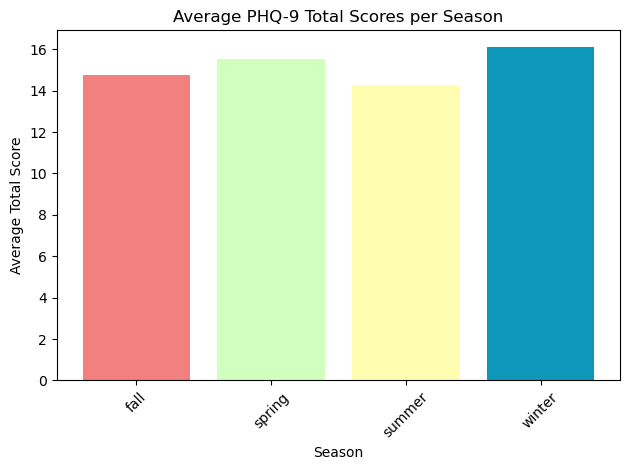 Average PHQ-9 Total Scores per Season
Average Total Score
16
14
12
10
8
6
4
2
0
fall
spring
summer
winter
Season